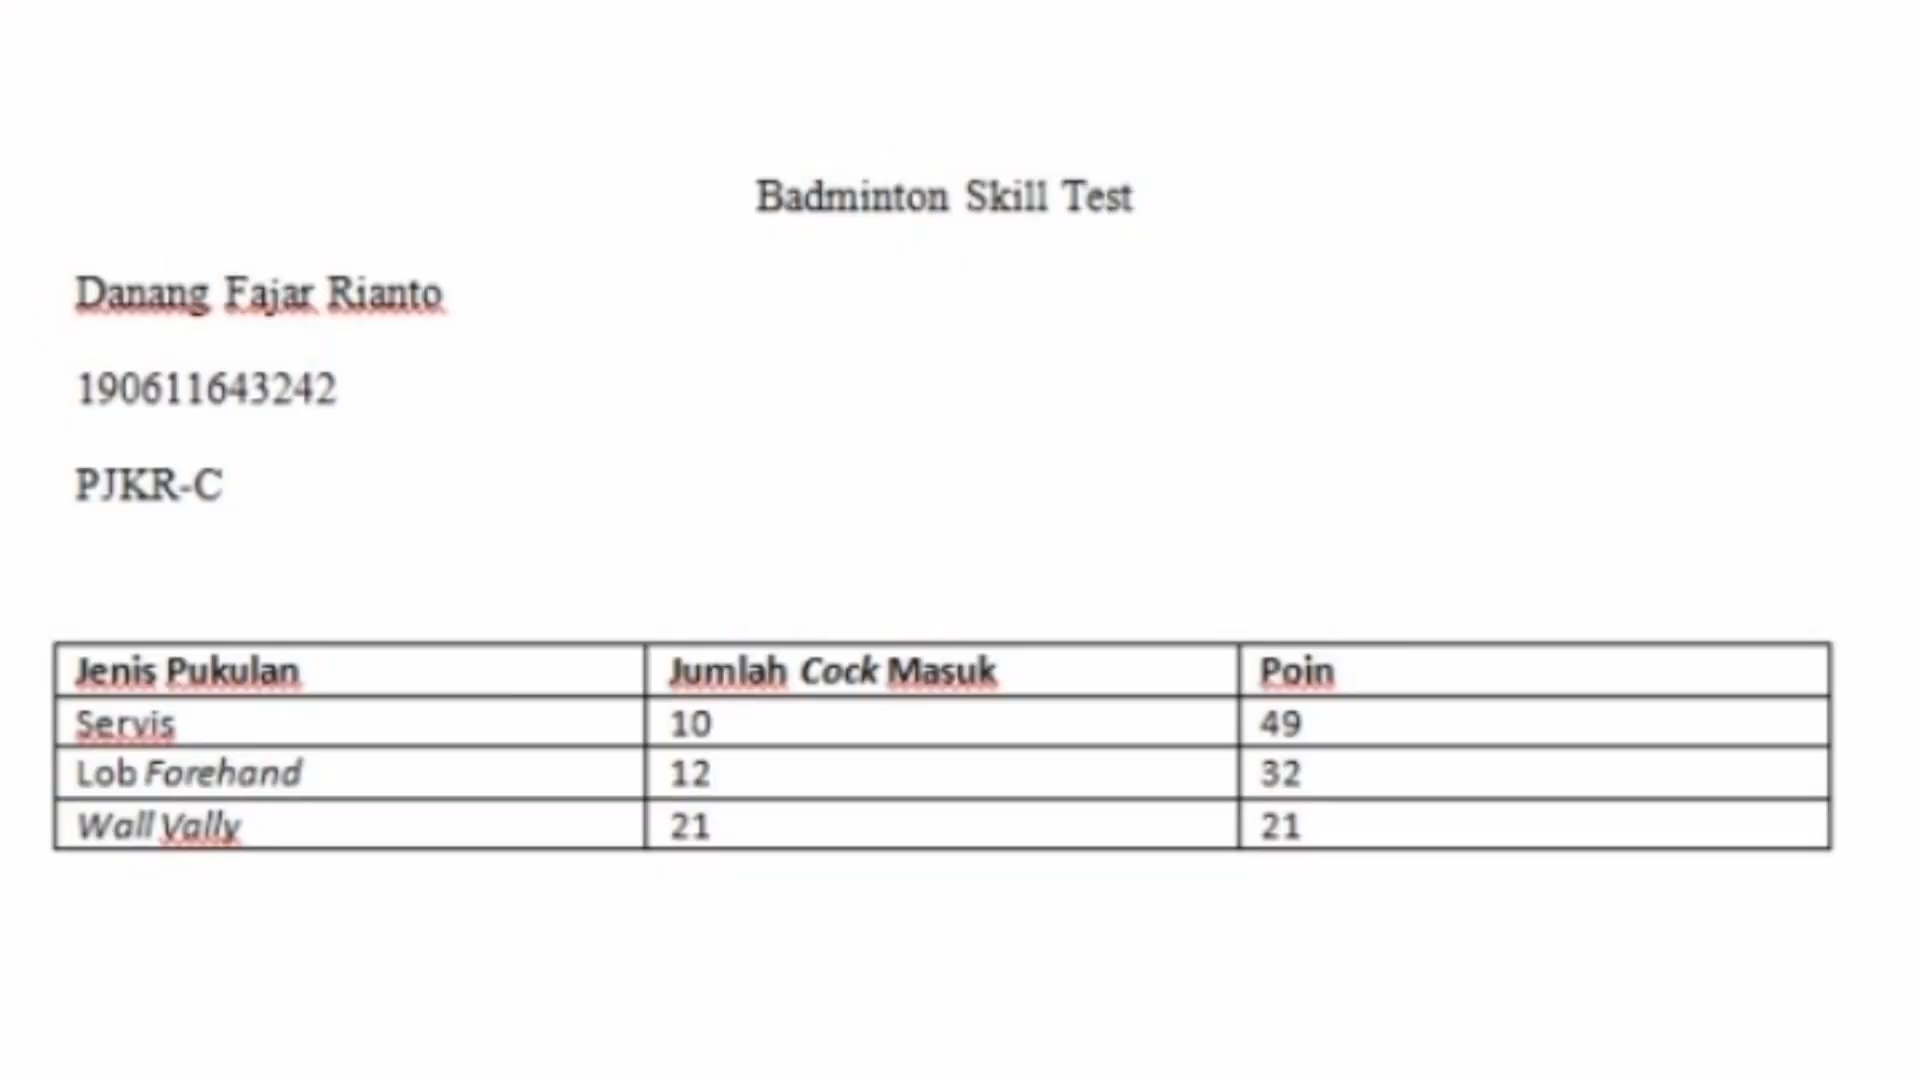 Badminton Skill Test
Danang Fajar Rianto
190611643242
PJKR-C
Jenis Pukulan Jumlah Cock Masuk Poin
Servis 10 49
Lob Forehand 12 32
Wall Vally 21 21